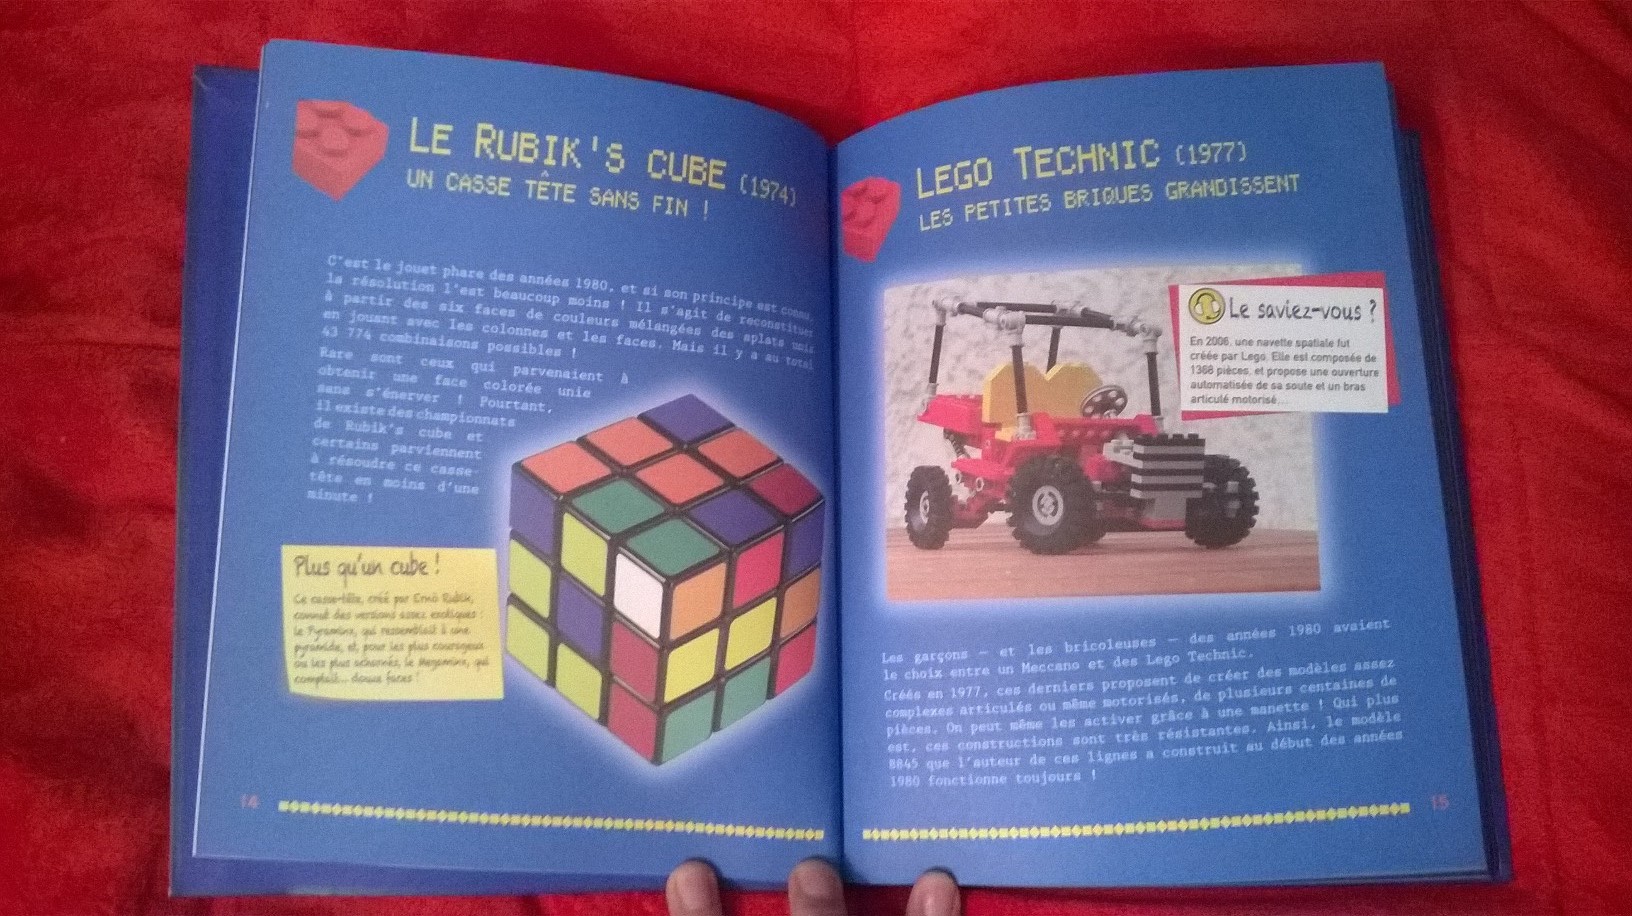 LE RUBIK'S CUBE (1974)
UN CASSE TÊTE SANS FIN !
C'est le jouet phare des années 1980, et si son principe est connu,
la résolution l'est beaucoup moins ! Il s'agit de reconstituer
à partir des six faces de couleurs mélangées des aplats unis
en jouant avec les colonnes et les faces. Mais il y a au total
43 774 combinaisons possibles !
Rare sont ceux qui parvenaient à
obtenir une face colorée unie
sans s'énerver ! Pourtant,
il existe des championnats
de Rubik's cube et
certains parviennent
à résoudre ce casse-
tête en moins d'une
minute !
Plus qu'un cube !
Ce casse-tête, créé par Ernö Rubik,
connut des versions assez exotiques :
le Pyraminx, qui ressemblait à une
pyramide, et, pour les plus courageux
ou les plus acharnés, le Megaminx, qui
comptait... douze faces !
14
LEGO TECHNIC (1977)
LES PETITES BRIQUES GRANDISSENT
Le saviez-vous ?
En 2006, une navette spatiale fut
créée par Lego. Elle est composée de
1368 pièces, et propose une ouverture
automatisée de sa soute et un bras
articulé motorisé...
Les garçons – et les bricoleuses – des années 1980 avaient
le choix entre un Meccano et des Lego Technic.
Créés en 1977, ces derniers proposent de créer des modèles assez
complexes articulés ou même motorisés, de plusieurs centaines de
pièces. On peut même les activer grâce à une manette ! Qui plus
est, ces constructions sont très résistantes. Ainsi, le modèle
8845 que l'auteur de ces lignes a construit au début des années
1980 fonctionne toujours !
15